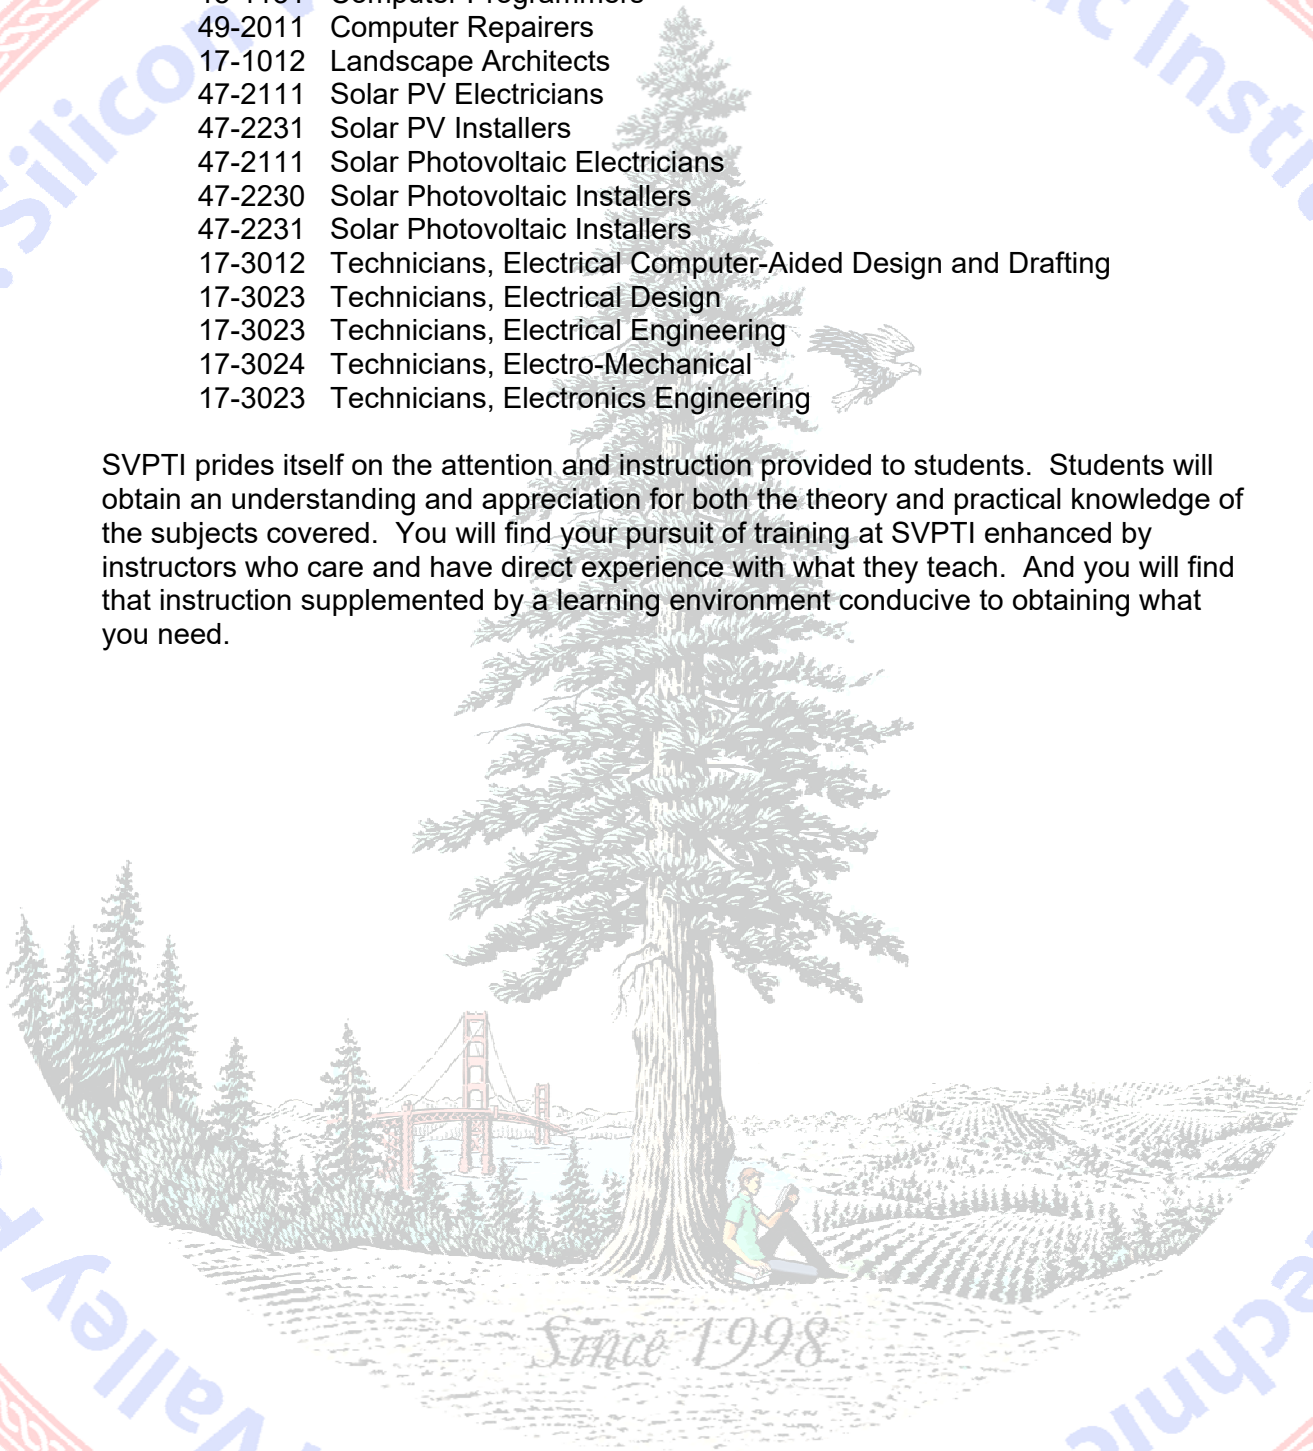 Computer Programmers
49-2011 Computer Repairers
17-1012 Landscape Architects
47-2111 Solar PV Electricians
47-2231 Solar PV Installers
47-2111 Solar Photovoltaic Electricians
47-2230 Solar Photovoltaic Installers
47-2231 Solar Photovoltaic Installers
17-3012 Technicians, Electrical Computer-Aided Design and Drafting
17-3023 Technicians, Electrical Design
17-3023 Technicians, Electrical Engineering
17-3024 Technicians, Electro-Mechanical
17-3023 Technicians, Electronics Engineering
SVPTI prides itself on the attention and instruction provided to students. Students will
obtain an understanding and appreciation for both the theory and practical knowledge of
the subjects covered. You will find your pursuit of training at SVPTI enhanced by
instructors who care and have direct experience with what they teach. And you will find
that instruction supplemented by a learning environment conducive to obtaining what
you need.
Silicon
Valley
Since 1998